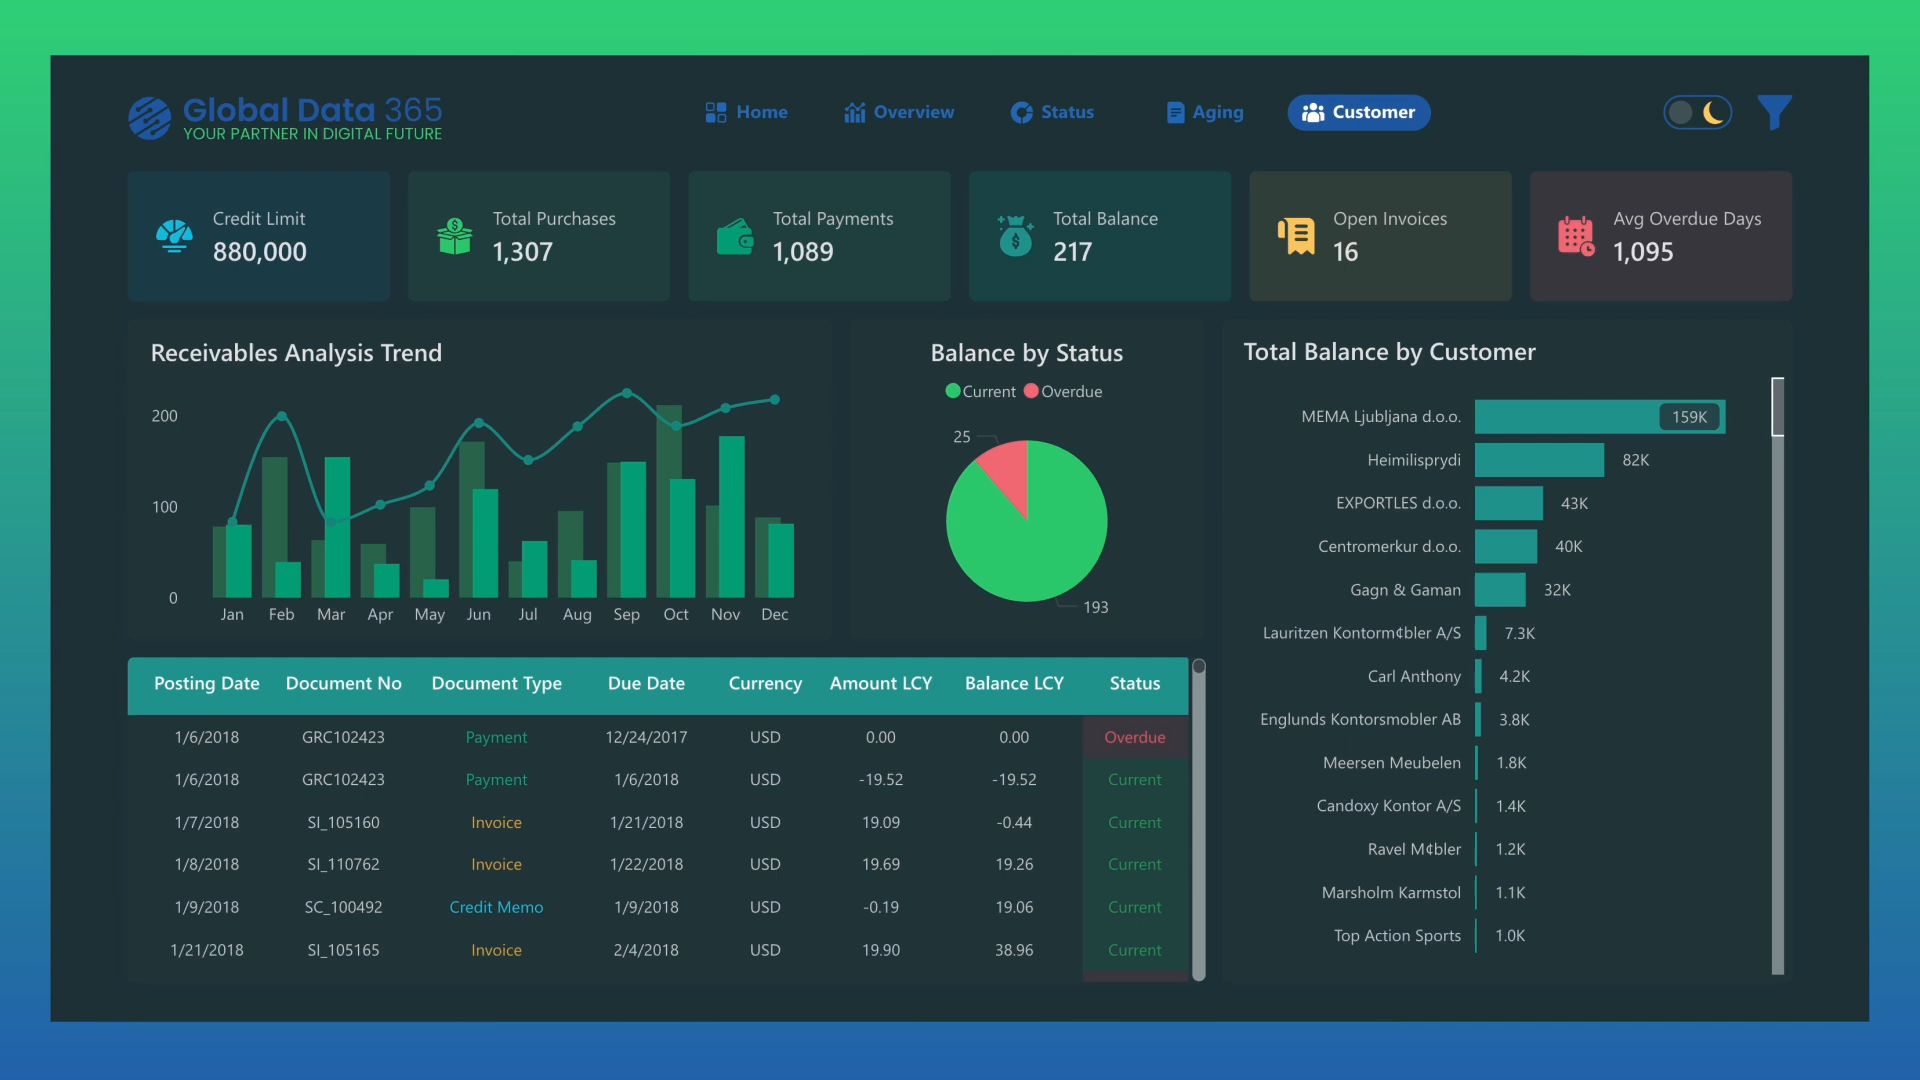 Global Data 365
YOUR PARTNER IN DIGITAL FUTURE
Home
Overview
Status
Aging
Customer
Credit Limit
880,000
Total Purchases
1,307
Total Payments
1,089
Total Balance
217
Open Invoices
16
Avg Overdue Days
1,095
Receivables Analysis Trend
200
100
0
Jan Feb Mar Apr May Jun Jul Aug Sep Oct Nov Dec
Balance by Status
Current Overdue
25
193
Total Balance by Customer
MEMA Ljubljana d.o.o. 159K
Heimilisprydi 82K
EXPORTLES d.o.o. 43K
Centromerkur d.o.o. 40K
Gagn & Gaman 32K
Lauritzen Kontorm¢bler A/S 7.3K
Carl Anthony 4.2K
Englunds Kontorsmobler AB 3.8K
Meersen Meubelen 1.8K
Candoxy Kontor A/S 1.4K
Ravel M¢bler 1.2K
Marsholm Karmstol 1.1K
Top Action Sports 1.0K
Posting Date Document No Document Type Due Date Currency Amount LCY Balance LCY Status
1/6/2018 GRC102423 Payment 12/24/2017 USD 0.00 0.00 Overdue
1/6/2018 GRC102423 Payment 1/6/2018 USD -19.52 -19.52 Current
1/7/2018 SI_105160 Invoice 1/21/2018 USD 19.09 -0.44 Current
1/8/2018 SI_110762 Invoice 1/22/2018 USD 19.69 19.26 Current
1/9/2018 SC_100492 Credit Memo 1/9/2018 USD -0.19 19.06 Current
1/21/2018 SI_105165 Invoice 2/4/2018 USD 19.90 38.96 Current